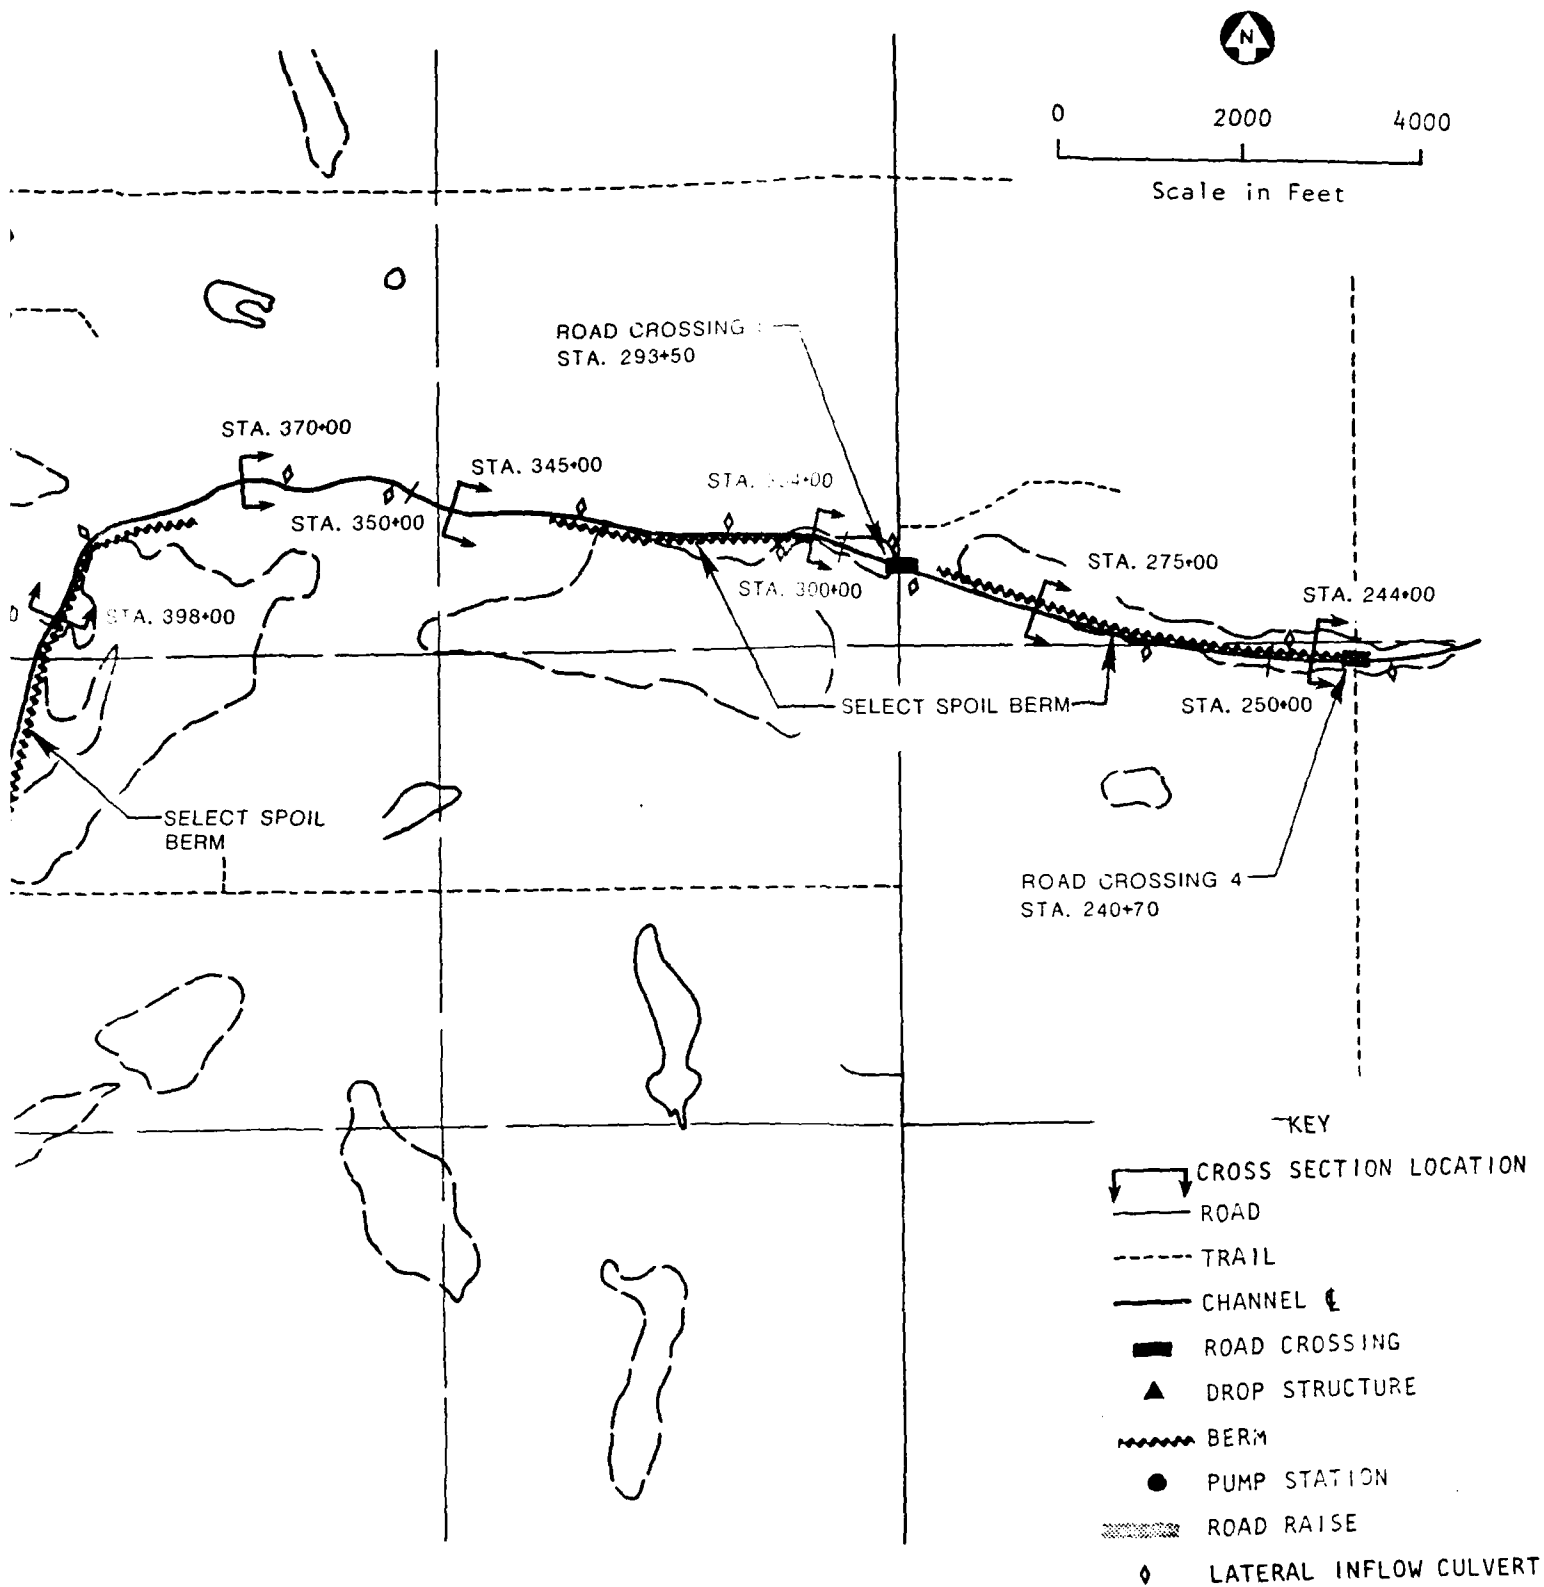 N
0 2000 4000
Scale in Feet
ROAD CROSSING
STA. 293+50
STA. 370+00
STA. 345+00
STA. 4+00
STA. 350+00
STA. 275+00
STA. 300+00
STA. 244+00
STA. 398+00
SELECT SPOIL BERM
STA. 250+00
SELECT SPOIL
BERM
ROAD CROSSING 4
STA. 240+70
KEY
CROSS SECTION LOCATION
ROAD
TRAIL
CHANNEL ℄
ROAD CROSSING
DROP STRUCTURE
BERM
PUMP STATION
ROAD RAISE
LATERAL INFLOW CULVERT